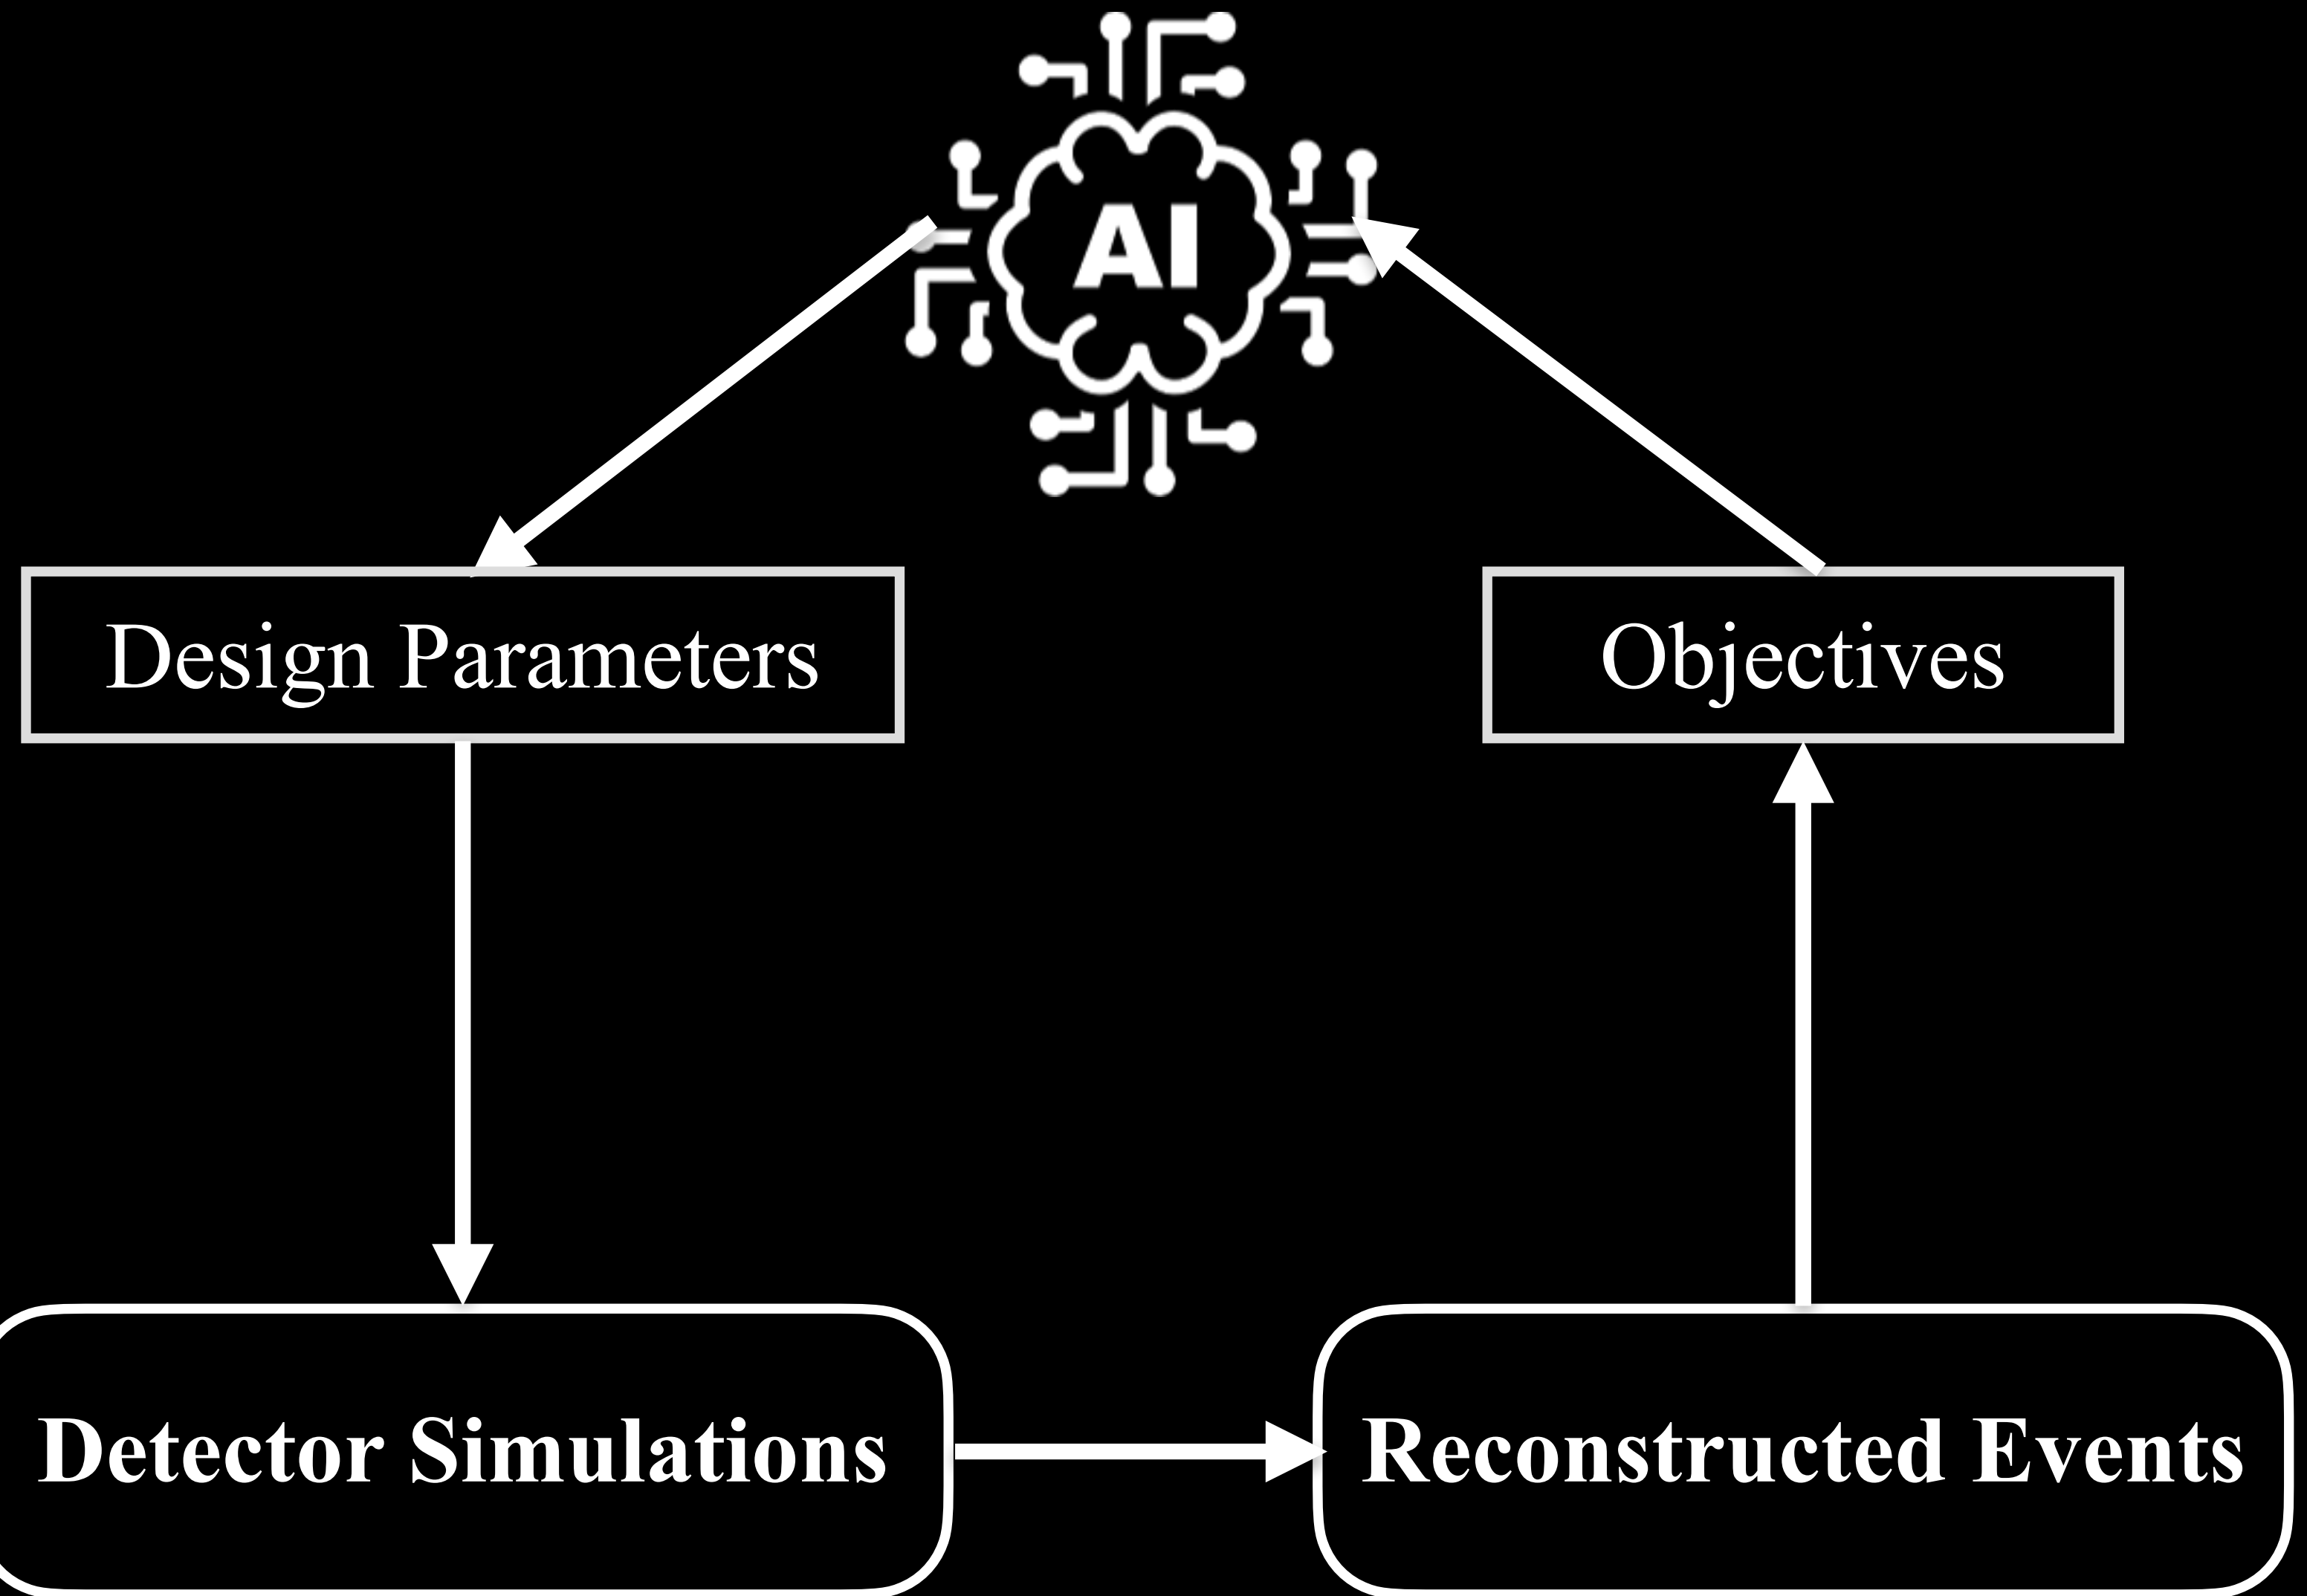 AI
Design Parameters
Objectives
Detector Simulations
Reconstructed Events